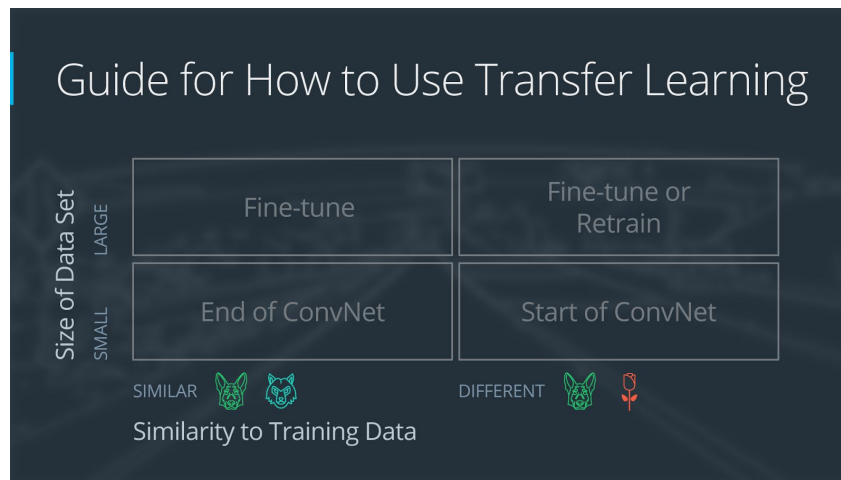 Guide for How to Use Transfer Learning
Size of Data Set
LARGE
SMALL
Fine-tune
Fine-tune or
Retrain
End of ConvNet
Start of ConvNet
SIMILAR
DIFFERENT
Similarity to Training Data